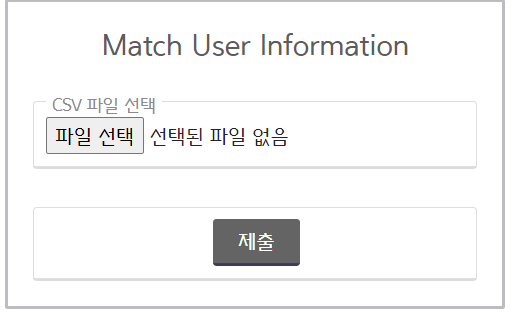 Match User Information
CSV 파일 선택
파일 선택 선택된 파일 없음
제출